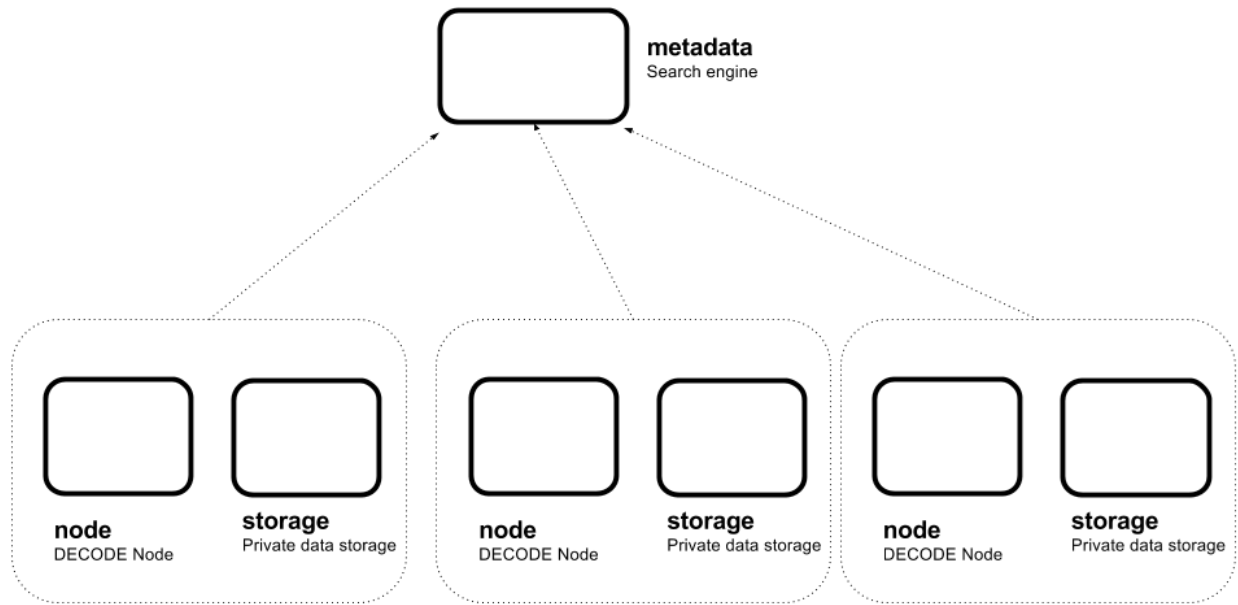 metadata
Search engine
node
DECODE Node
storage
Private data storage
node
DECODE Node
storage
Private data storage
node
DECODE Node
storage
Private data storage